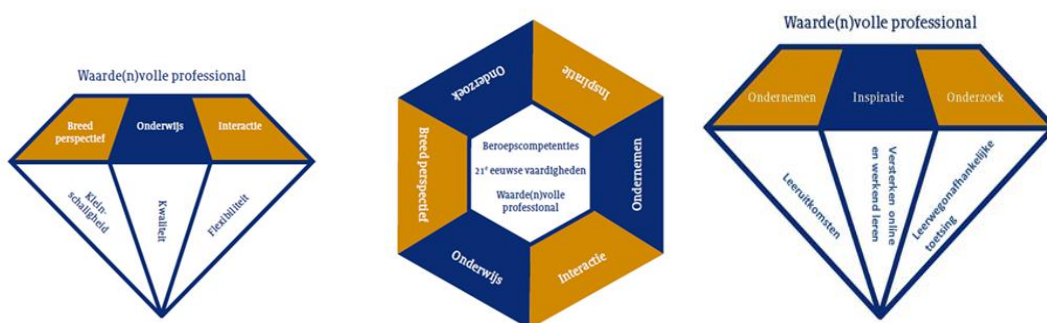 Waarde(n)volle professional
Breed
perspectief
Onderwijs
Interactie
Klein-
schaligheid
Kwaliteit
Flexibiliteit
Onderzoek
Inspiratie
Breed perspectief
Ondernemen
Onderwijs
Interactie
Beroepscompetenties
21e eeuwse vaardigheden
Waarde(n)volle
professional
Waarde(n)volle professional
Ondernemen
Inspiratie
Onderzoek
Leeruitkomsten
Versterken online
en werkend leren
Leerwegonafhankelijke
toetsing